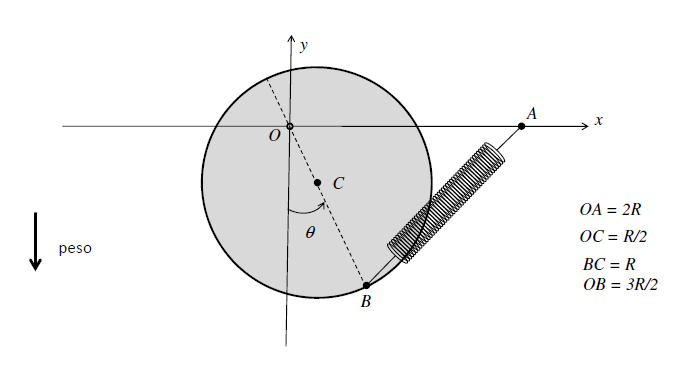 y
A
x
O
C
OA = 2R
OC = R/2
θ
peso
BC = R
OB = 3R/2
B